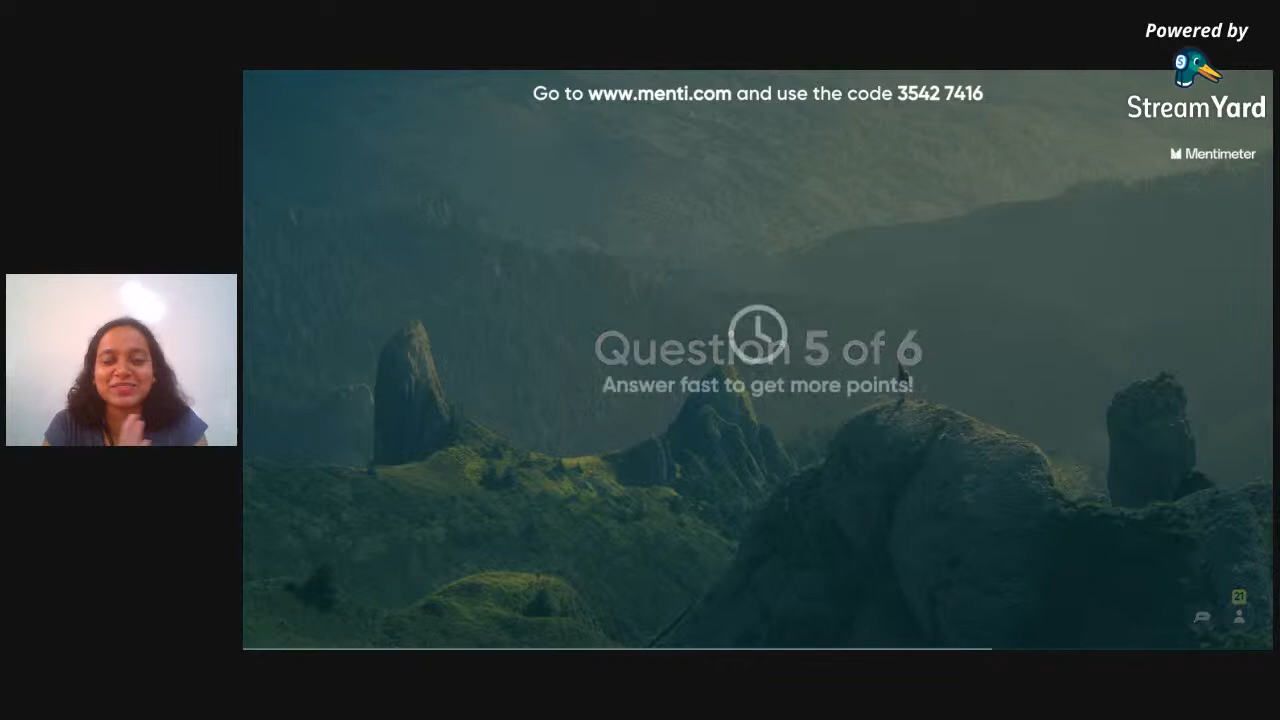 Powered by
StreamYard
Go to www.menti.com and use the code 3542 7416
Mentimeter
Question 5 of 6
Answer fast to get more points!
21